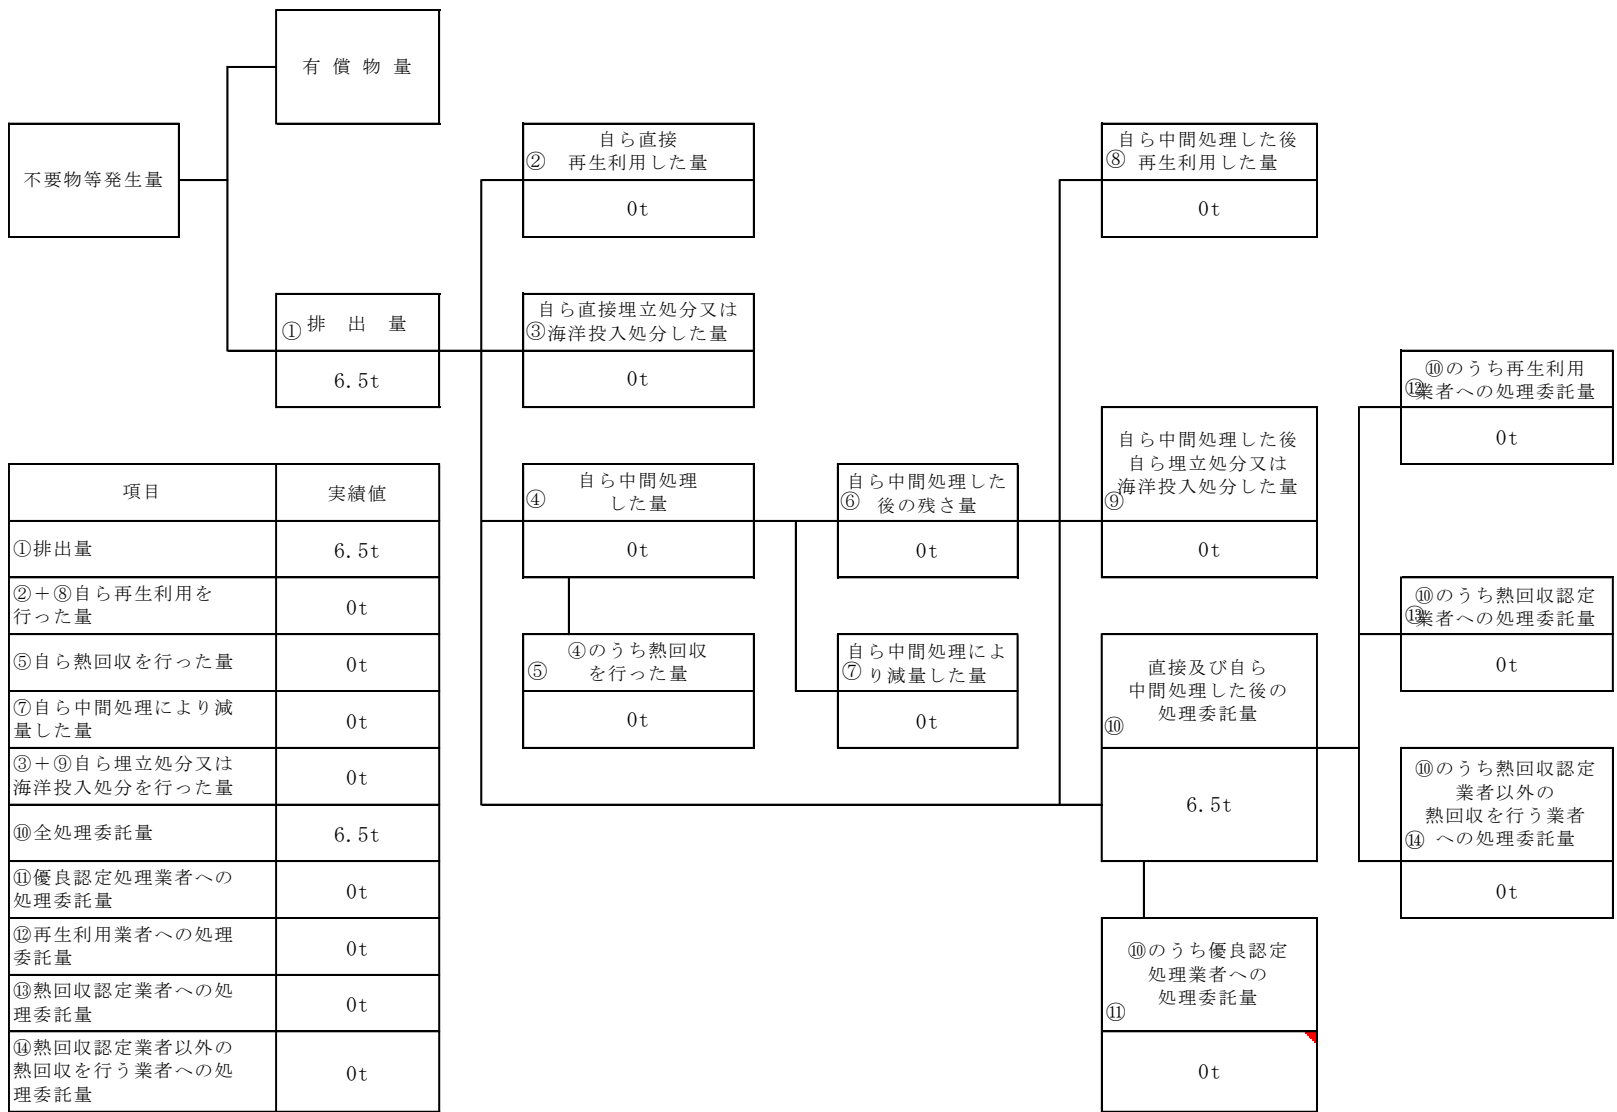 有 償 物 量
不要物等発生量
自ら直接
② 再生利用した量
0t
自ら中間処理した後
⑧ 再生利用した量
0t
① 排 出 量
6.5t
自ら直接埋立処分又は
③海洋投入処分した量
0t
⑩のうち再生利用
⑫業者への処理委託量
0t
自ら中間処理
④ した量
0t
自ら中間処理した
⑥ 後の残さ量
0t
自ら中間処理した後
自ら埋立処分又は
海洋投入処分した量
⑨
0t
⑩のうち熱回収認定
⑬業者への処理委託量
0t
④のうち熱回収
⑤ を行った量
0t
自ら中間処理によ
⑦ り減量した量
0t
直接及び自ら
中間処理した後の
処理委託量
⑩
6.5t
⑩のうち熱回収認定
業者以外の
熱回収を行う業者
⑭ への処理委託量
0t
⑩のうち優良認定
処理業者への
処理委託量
⑪
0t
項目 実績値
①排出量 6.5t
②＋⑧自ら再生利用を
行った量 0t
⑤自ら熱回収を行った量 0t
⑦自ら中間処理により減
量した量 0t
③＋⑨自ら埋立処分又は
海洋投入処分を行った量 0t
⑩全処理委託量 6.5t
⑪優良認定処理業者への
処理委託量 0t
⑫再生利用業者への処理
委託量 0t
⑬熱回収認定業者への処
理委託量 0t
⑭熱回収認定業者以外の
熱回収を行う業者への処 0t
理委託量